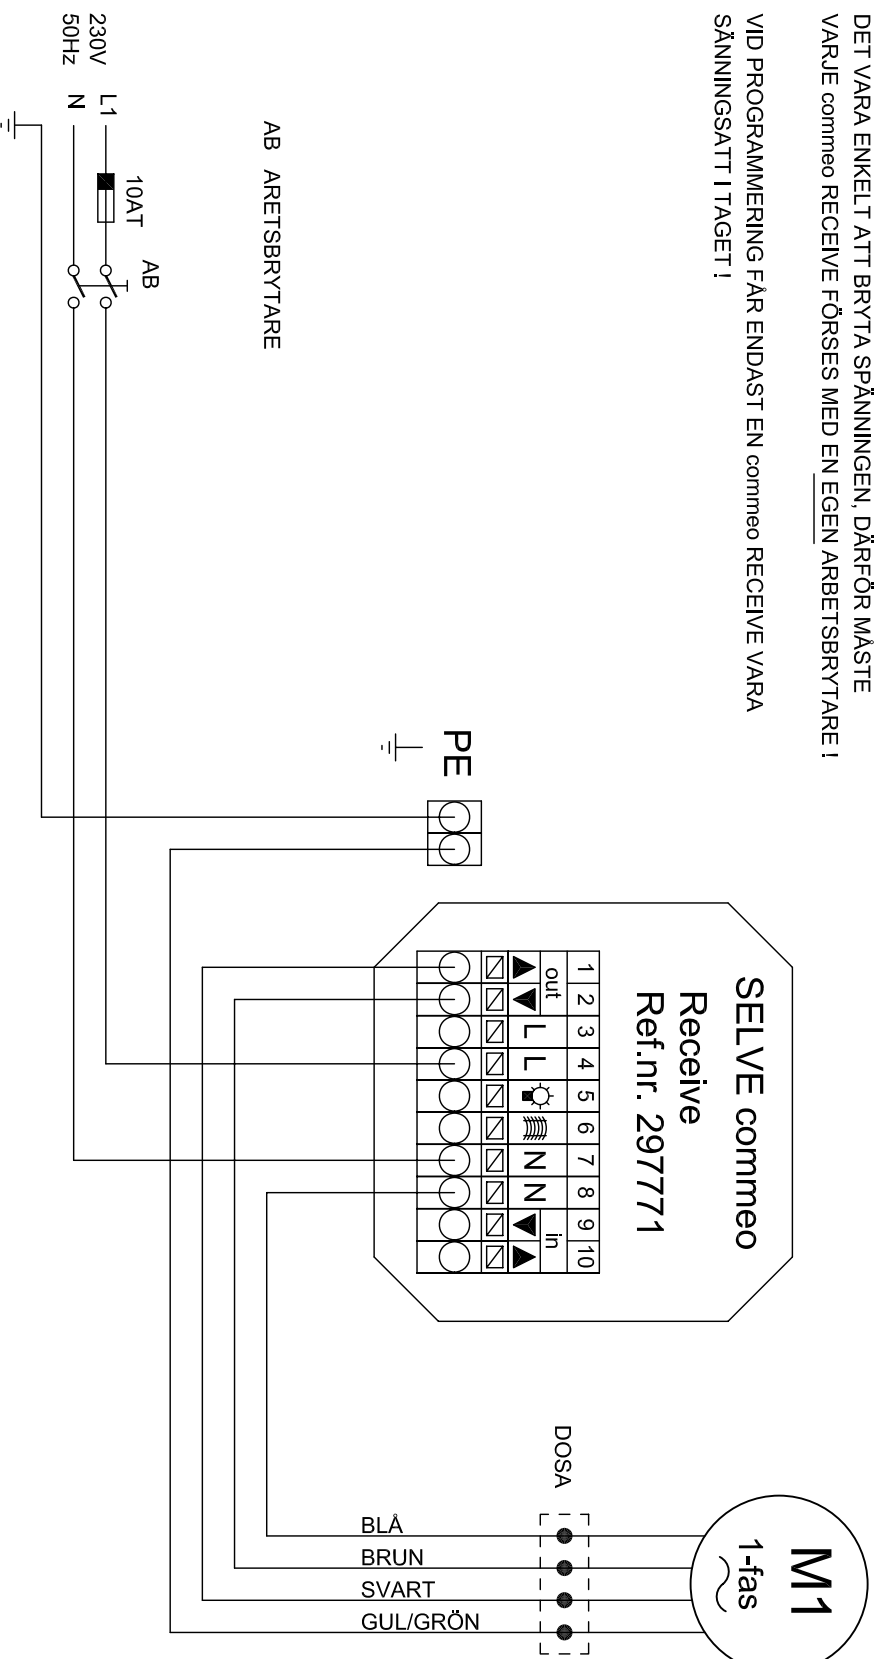 DET VARA ENKELT ATT BRYTA SPÄNNINGEN, DÄRFÖR MÅSTE
VARJE commeo RECEIVE FÖRSES MED EN EGEN ARBETSBRYTARE !
VID PROGRAMMERING FÅR ENDAST EN commeo RECEIVE VARA
SÄNNINGSATT I TAGET !
AB ARETSBRYTARE
230V
50Hz
L1
N
10AT
AB
PE
SELVE commeo
Receive
Ref.nr. 297771
1 2 3 4 5 6 7 8 9 10
out
in
L L N N
DOSA
M1
1-fas
BLÅ
BRUN
SVART
GUL/GRÖN